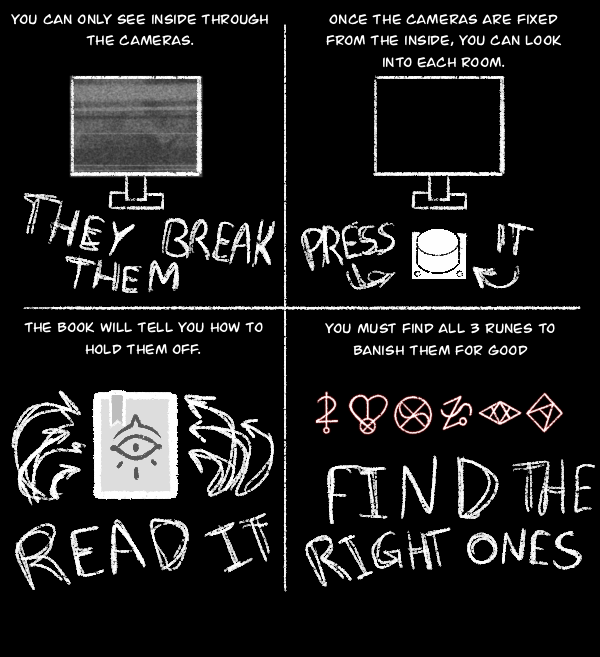 YOU CAN ONLY SEE INSIDE THROUGH
THE CAMERAS.
THEY BREAK
THEM
ONCE THE CAMERAS ARE FIXED
FROM THE INSIDE, YOU CAN LOOK
INTO EACH ROOM.
PRESS IT
THE BOOK WILL TELL YOU HOW TO
HOLD THEM OFF.
READ IT
YOU MUST FIND ALL 3 RUNES TO
BANISH THEM FOR GOOD
FIND THE
RIGHT ONES